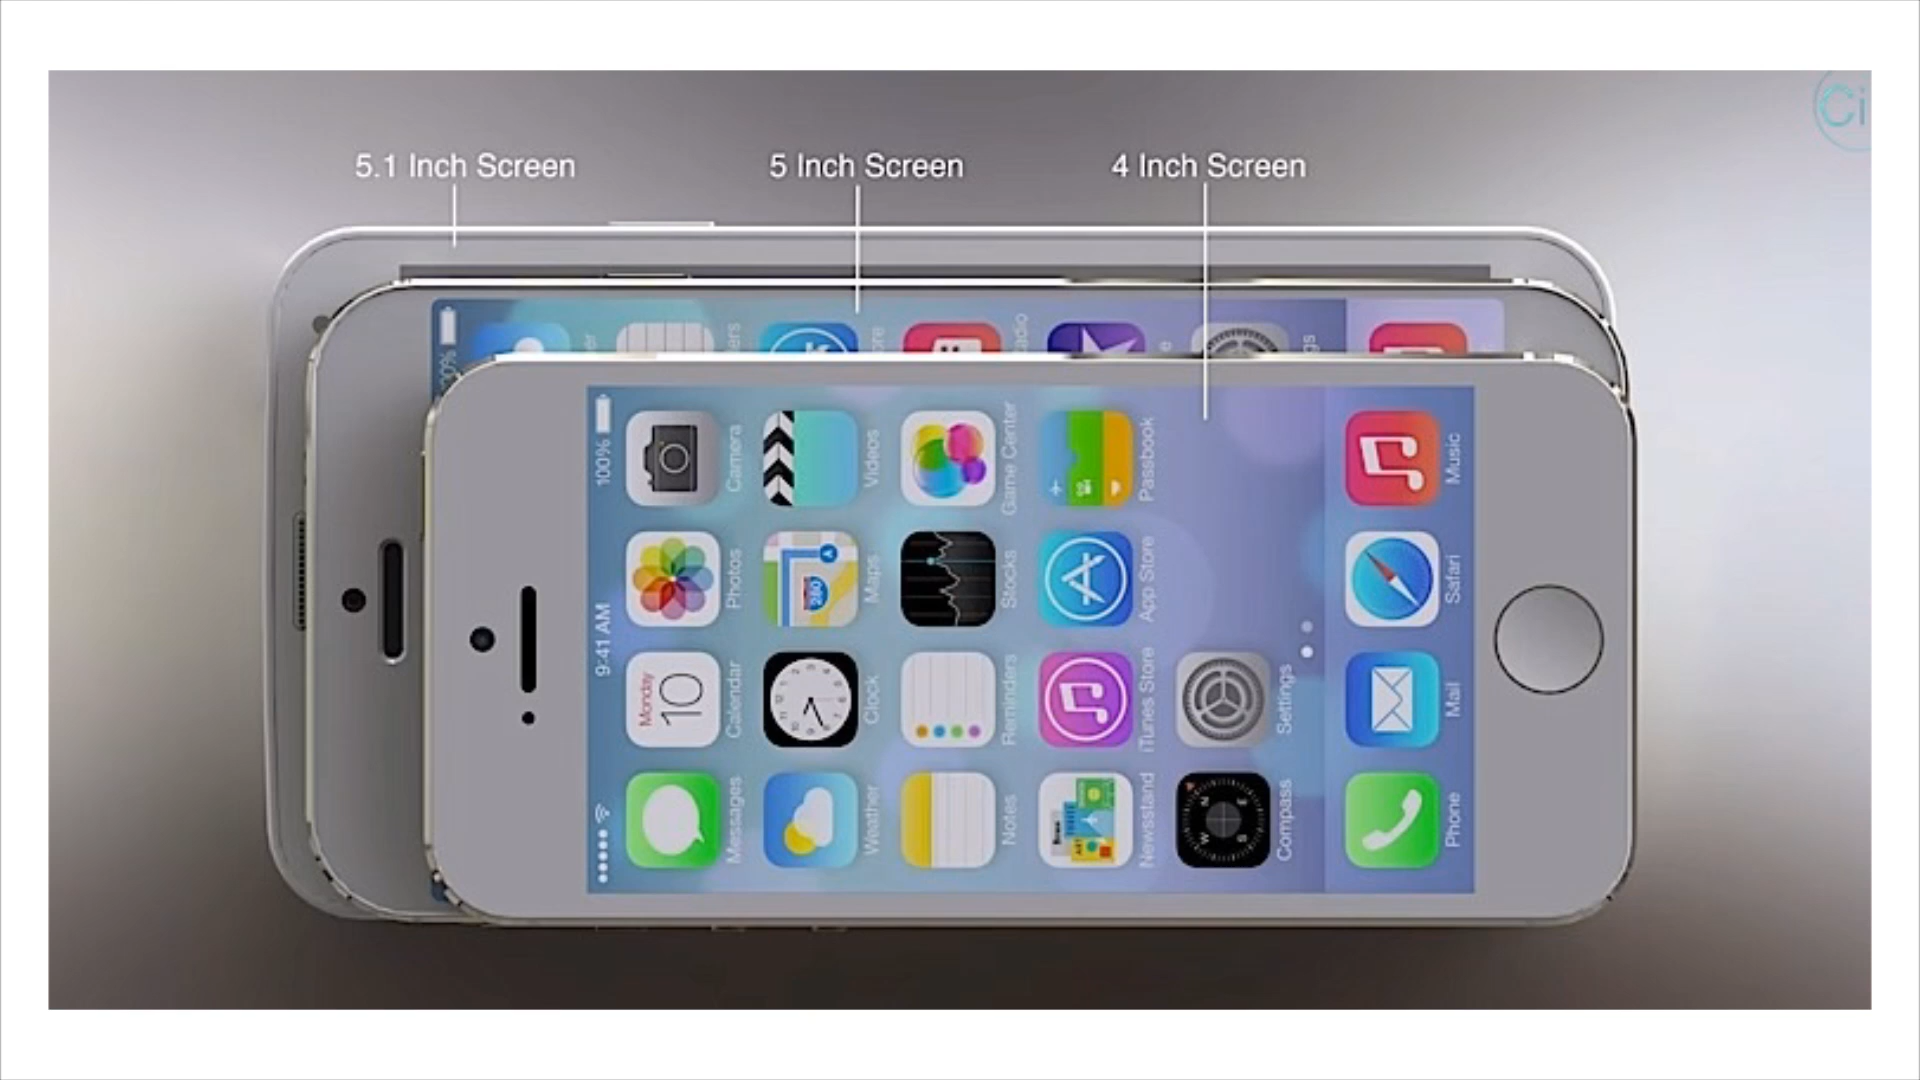 5.1 Inch Screen
5 Inch Screen
4 Inch Screen
Ci
100%
9:41 AM
Messages
Calendar
Monday
10
Photos
Camera
Weather
Clock
Maps
280
Videos
Notes
Reminders
Stocks
Game Center
Newsstand
iTunes Store
App Store
Passbook
Compass
N
E
S
W
Settings
Phone
Mail
Safari
Music